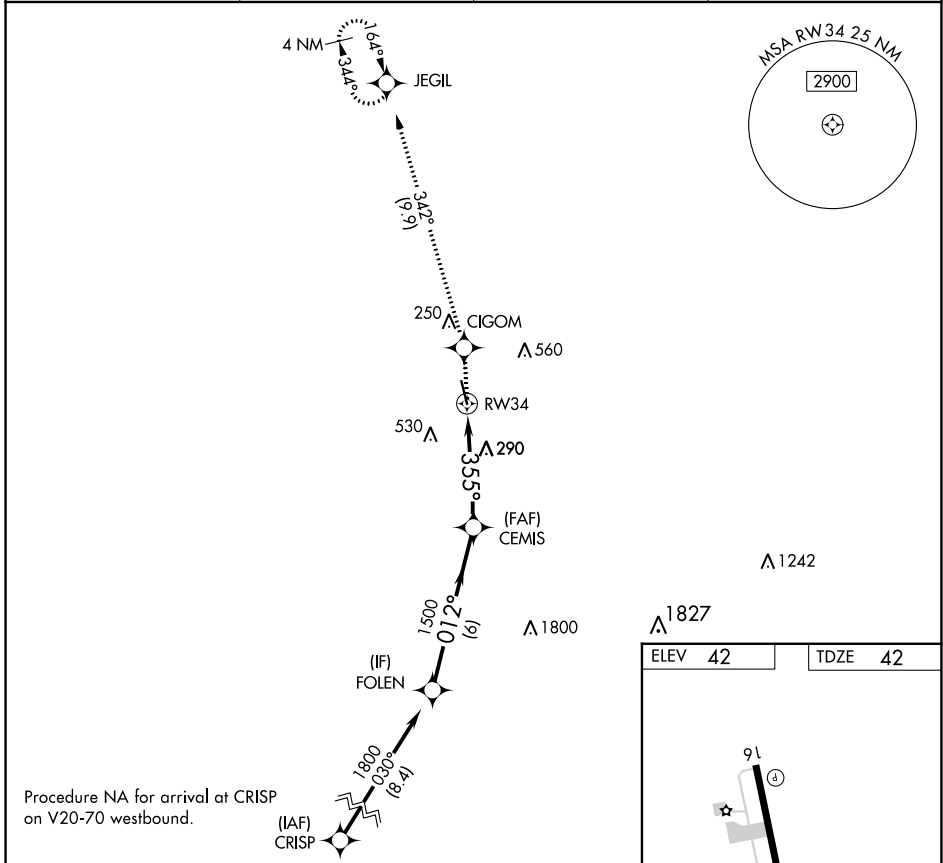 MSA RW34 25 NM
2900
4 NM
164°
344°
JEGIL
342°
(9.9)
250
CIGOM
560
RW34
530
290
355°
(FAF)
CEMIS
1242
1500
012°
(6)
1800
1827
(IF)
FOLEN
ELEV 42
TDZE 42
1800
030°
(8.4)
16
P
Procedure NA for arrival at CRISP
on V20-70 westbound.
(IAF)
CRISP